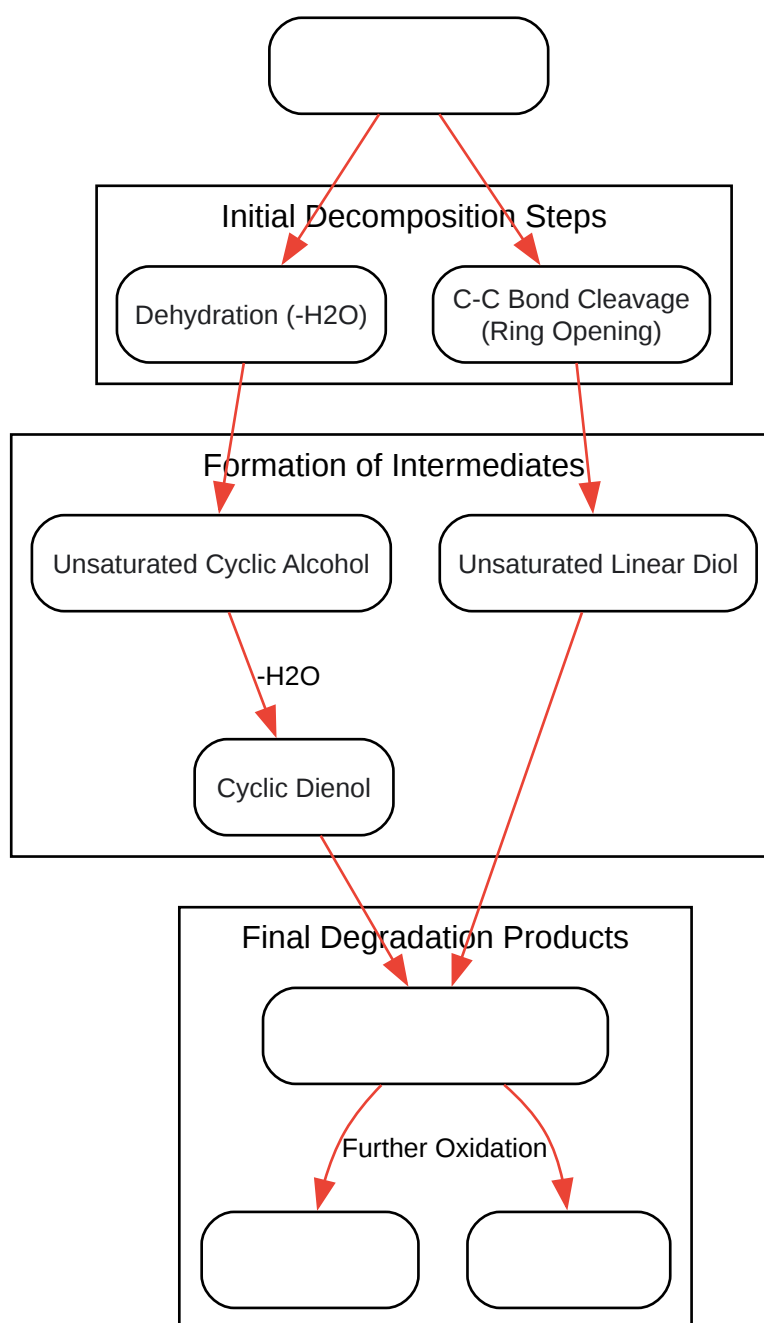 Initial Decomposition Steps
Dehydration (-H2O)
C-C Bond Cleavage
(Ring Opening)
Formation of Intermediates
Unsaturated Cyclic Alcohol
Unsaturated Linear Diol
-H2O
Cyclic Dienol
Final Degradation Products
Further Oxidation